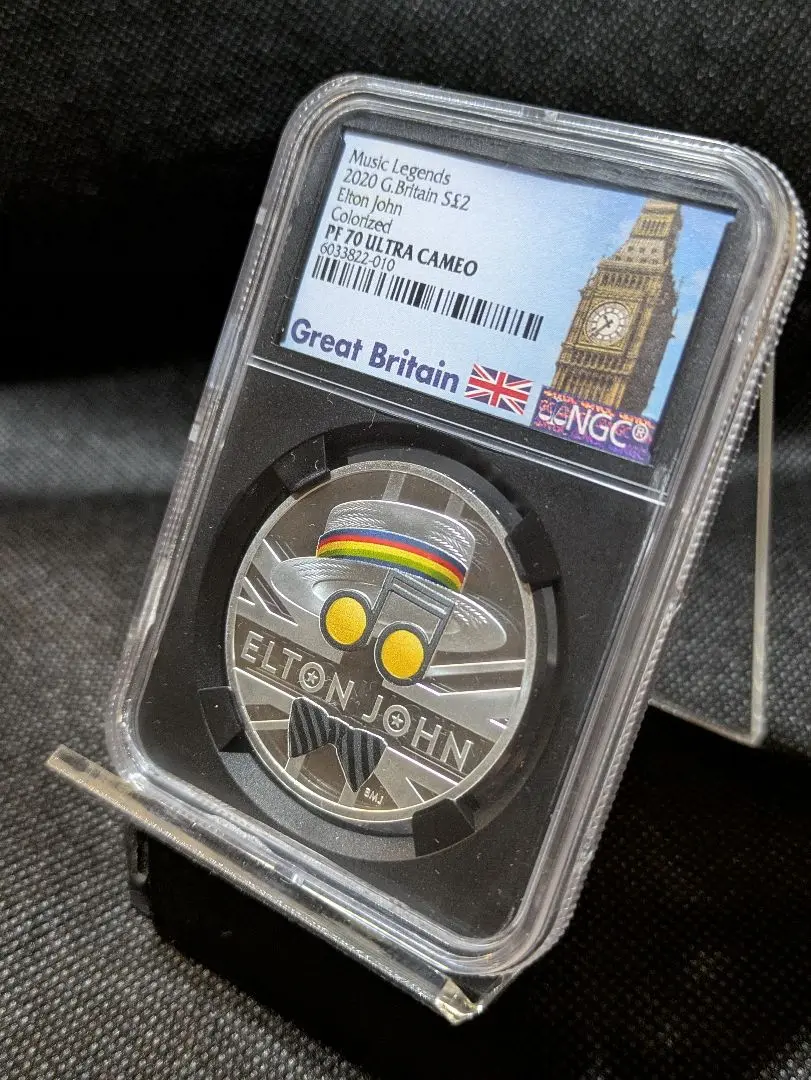 Music Legends
2020 G.Britain S£2
Elton John
Colorized
PF 70 ULTRA CAMEO
6033822-010
Great Britain
NGC®
ELTON JOHN
BMJ